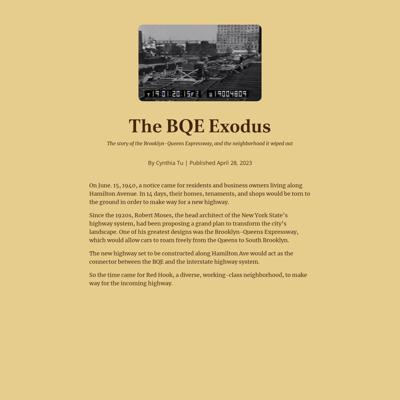 The BQE Exodus
The story of the Brooklyn-Queens Expressway, and the neighborhood it wiped out
By Cynthia Tu | Published April 28, 2023
On June. 15, 1940, a notice came for residents and business owners living along
Hamilton Avenue. In 14 days, their homes, tenaments, and shops would be torn to
the ground in order to make way for a new highway.
Since the 1920s, Robert Moses, the head architect of the New York State's
highway system, had been proposing a grand plan to transform the city's
landscape. One of his greatest designs was the Brooklyn-Queens Expressway,
which would allow cars to roam freely from the Queens to South Brooklyn.
The new highway set to be constructed along Hamilton Ave would act as the
connector between the BQE and the interstate highway system.
So the time came for Red Hook, a diverse, working-class neighborhood, to make
way for the incoming highway.